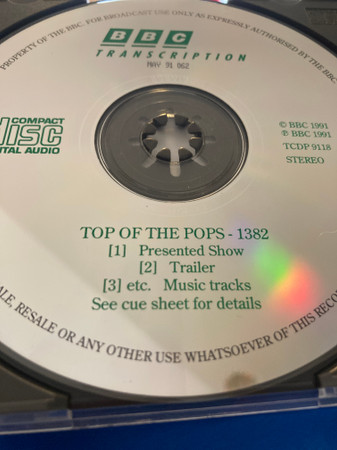 PROPERTY OF THE BBC. FOR BROADCAST USE ONLY AS EXPRESSLY AUTHORISED BY THE BBC
BBC
TRANSCRIPTION
MAY 91 062
COMPACT
disc
DIGITAL AUDIO
© BBC 1991
℗ BBC 1991
TCDP 9118
STEREO
TOP OF THE POPS - 1382
[1] Presented Show
[2] Trailer
[3] etc. Music tracks
See cue sheet for details
SALE, RESALE OR ANY OTHER USE WHATSOEVER OF THIS